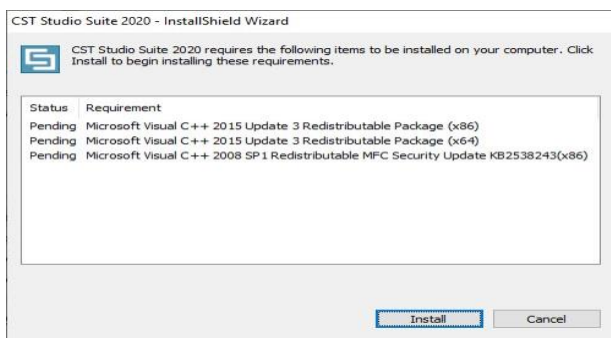 CST Studio Suite 2020 - InstallShield Wizard
CST Studio Suite 2020 requires the following items to be installed on your computer. Click
Install to begin installing these requirements.
Status Requirement
Pending Microsoft Visual C++ 2015 Update 3 Redistributable Package (x86)
Pending Microsoft Visual C++ 2015 Update 3 Redistributable Package (x64)
Pending Microsoft Visual C++ 2008 SP1 Redistributable MFC Security Update KB2538243(x86)
Install Cancel